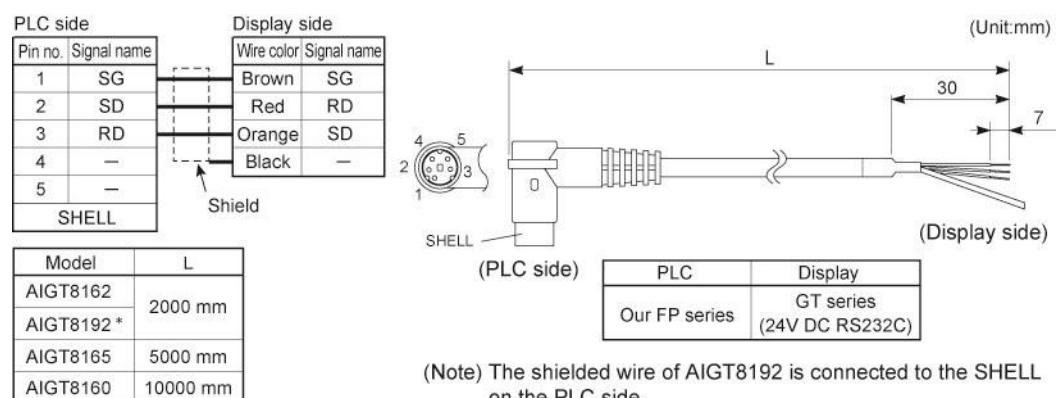 PLC side
Display side
Pin no. Signal name
Wire color Signal name
1 SG
Brown SG
2 SD
Red RD
3 RD
Orange SD
4 —
Black —
5 —
SHELL
Shield
Model L
AIGT8162
2000 mm
AIGT8192 *
AIGT8165 5000 mm
AIGT8160 10000 mm
(Unit:mm)
L
30
7
4 5
2 3
1
SHELL
(PLC side)
(Display side)
PLC Display
Our FP series GT series
(24V DC RS232C)
(Note) The shielded wire of AIGT8192 is connected to the SHELL
on the PLC side